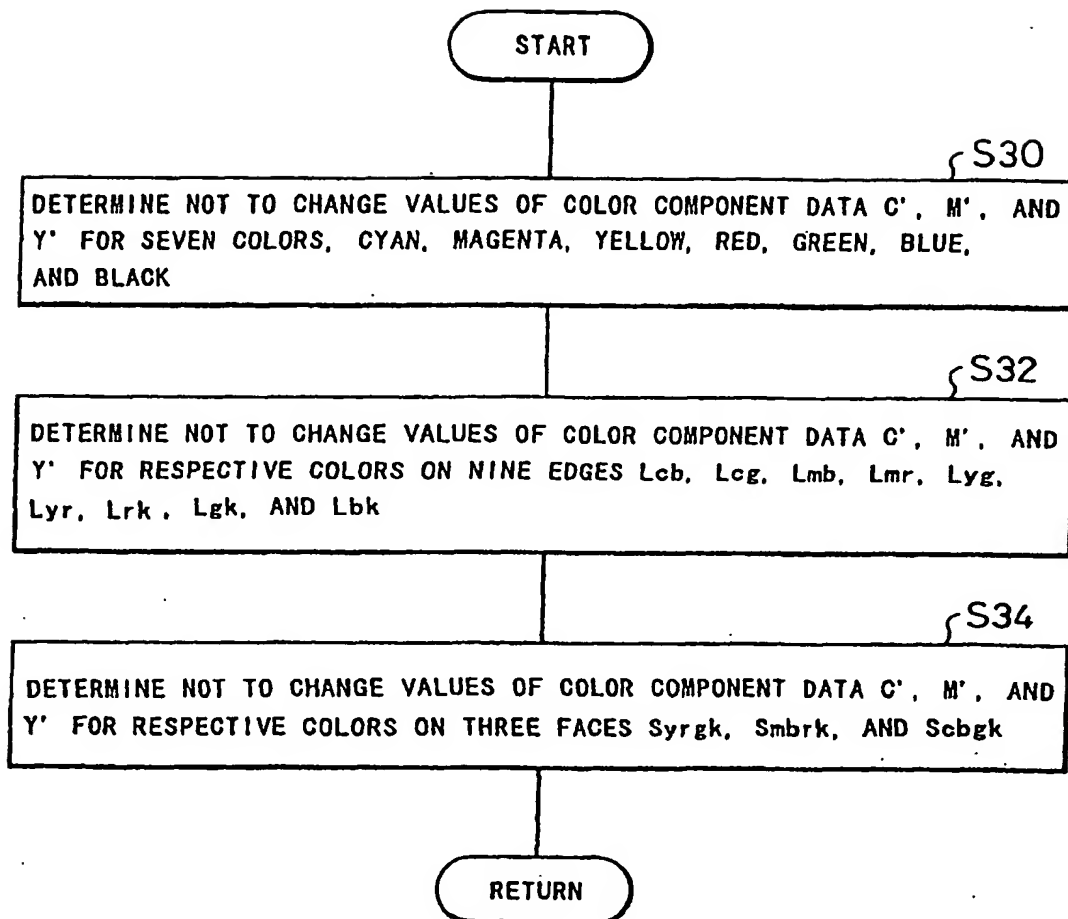 START
S30
DETERMINE NOT TO CHANGE VALUES OF COLOR COMPONENT DATA C', M', AND
Y' FOR SEVEN COLORS, CYAN, MAGENTA, YELLOW, RED, GREEN, BLUE,
AND BLACK
S32
DETERMINE NOT TO CHANGE VALUES OF COLOR COMPONENT DATA C', M', AND
Y' FOR RESPECTIVE COLORS ON NINE EDGES Lcb, Lcg, Lmb, Lmr, Lyg,
Lyr, Lrk, Lgk, AND Lbk
S34
DETERMINE NOT TO CHANGE VALUES OF COLOR COMPONENT DATA C', M', AND
Y' FOR RESPECTIVE COLORS ON THREE FACES Syrgk, Smbrk, AND Scbgk
RETURN